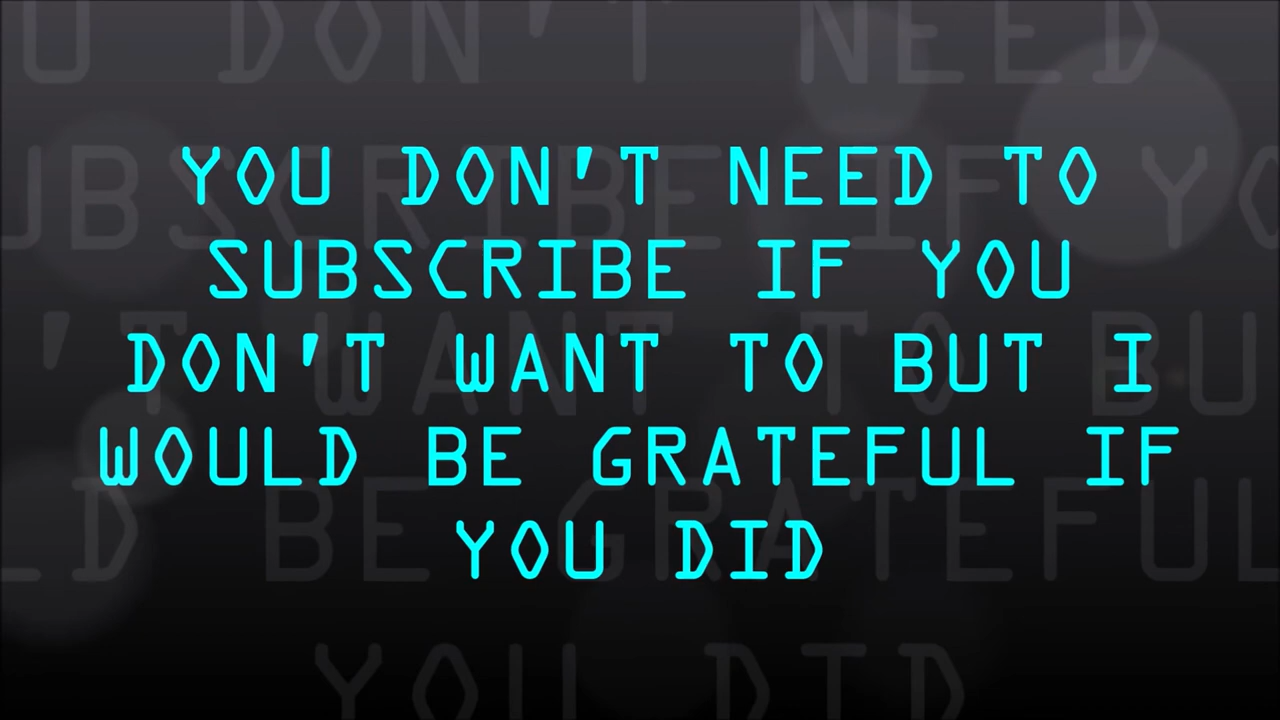 YOU DON'T NEED TO
SUBSCRIBE IF YOU
DON'T WANT TO BUT I
WOULD BE GRATEFUL IF
YOU DID